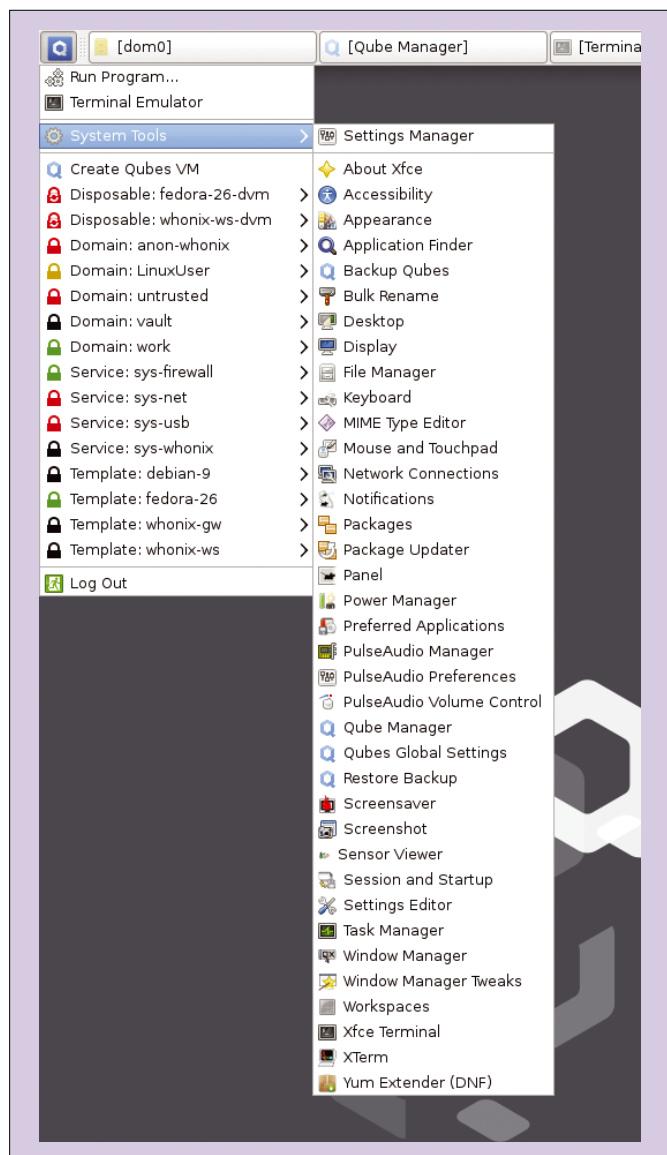 [dom0]
[Qube Manager]
[Termina
Run Program...
Terminal Emulator
System Tools
Create Qubes VM
Disposable: fedora-26-dvm
Disposable: whonix-ws-dvm
Domain: anon-whonix
Domain: LinuxUser
Domain: untrusted
Domain: vault
Domain: work
Service: sys-firewall
Service: sys-net
Service: sys-usb
Service: sys-whonix
Template: debian-9
Template: fedora-26
Template: whonix-gw
Template: whonix-ws
Log Out
Settings Manager
About Xfce
Accessibility
Appearance
Application Finder
Backup Qubes
Bulk Rename
Desktop
Display
File Manager
Keyboard
MIME Type Editor
Mouse and Touchpad
Network Connections
Notifications
Packages
Package Updater
Panel
Power Manager
Preferred Applications
PulseAudio Manager
PulseAudio Preferences
PulseAudio Volume Control
Qube Manager
Qubes Global Settings
Restore Backup
Screensaver
Screenshot
Sensor Viewer
Session and Startup
Settings Editor
Task Manager
Window Manager
Window Manager Tweaks
Workspaces
Xfce Terminal
XTerm
Yum Extender (DNF)